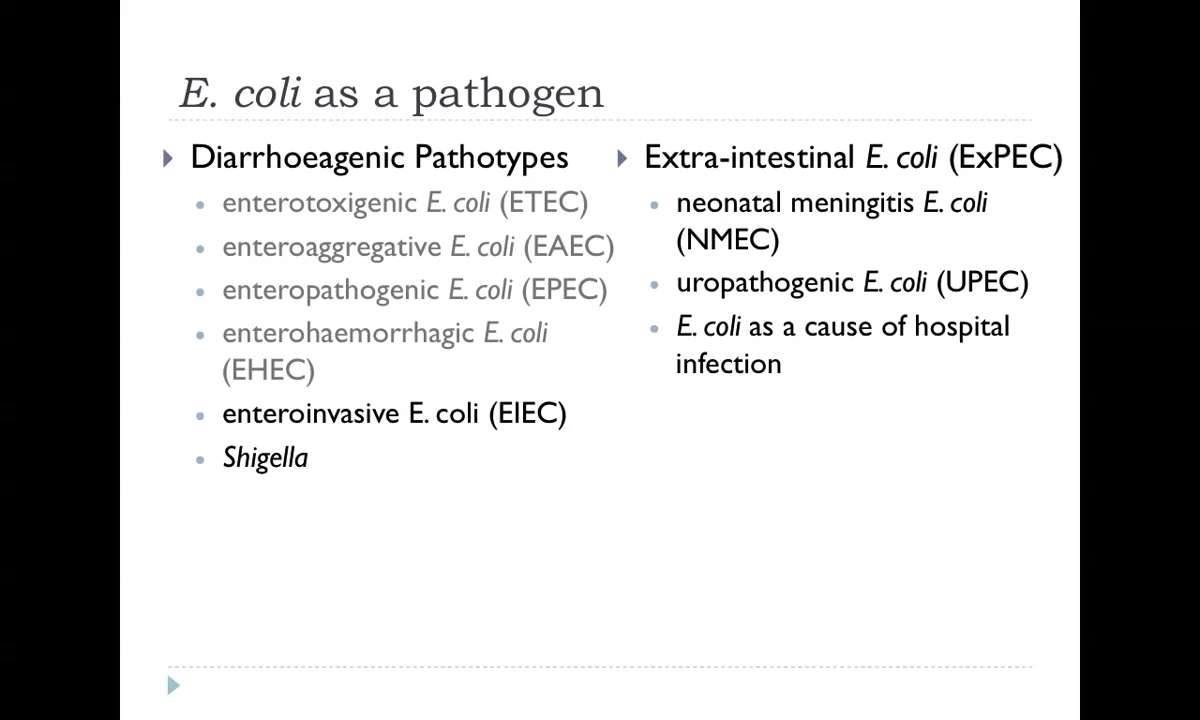 E. coli as a pathogen
Diarrhoeagenic Pathotypes
enterotoxigenic E. coli (ETEC)
enteroaggregative E. coli (EAEC)
enteropathogenic E. coli (EPEC)
enterohaemorrhagic E. coli
(EHEC)
enteroinvasive E. coli (EIEC)
Shigella
Extra-intestinal E. coli (ExPEC)
neonatal meningitis E. coli
(NMEC)
uropathogenic E. coli (UPEC)
E. coli as a cause of hospital
infection